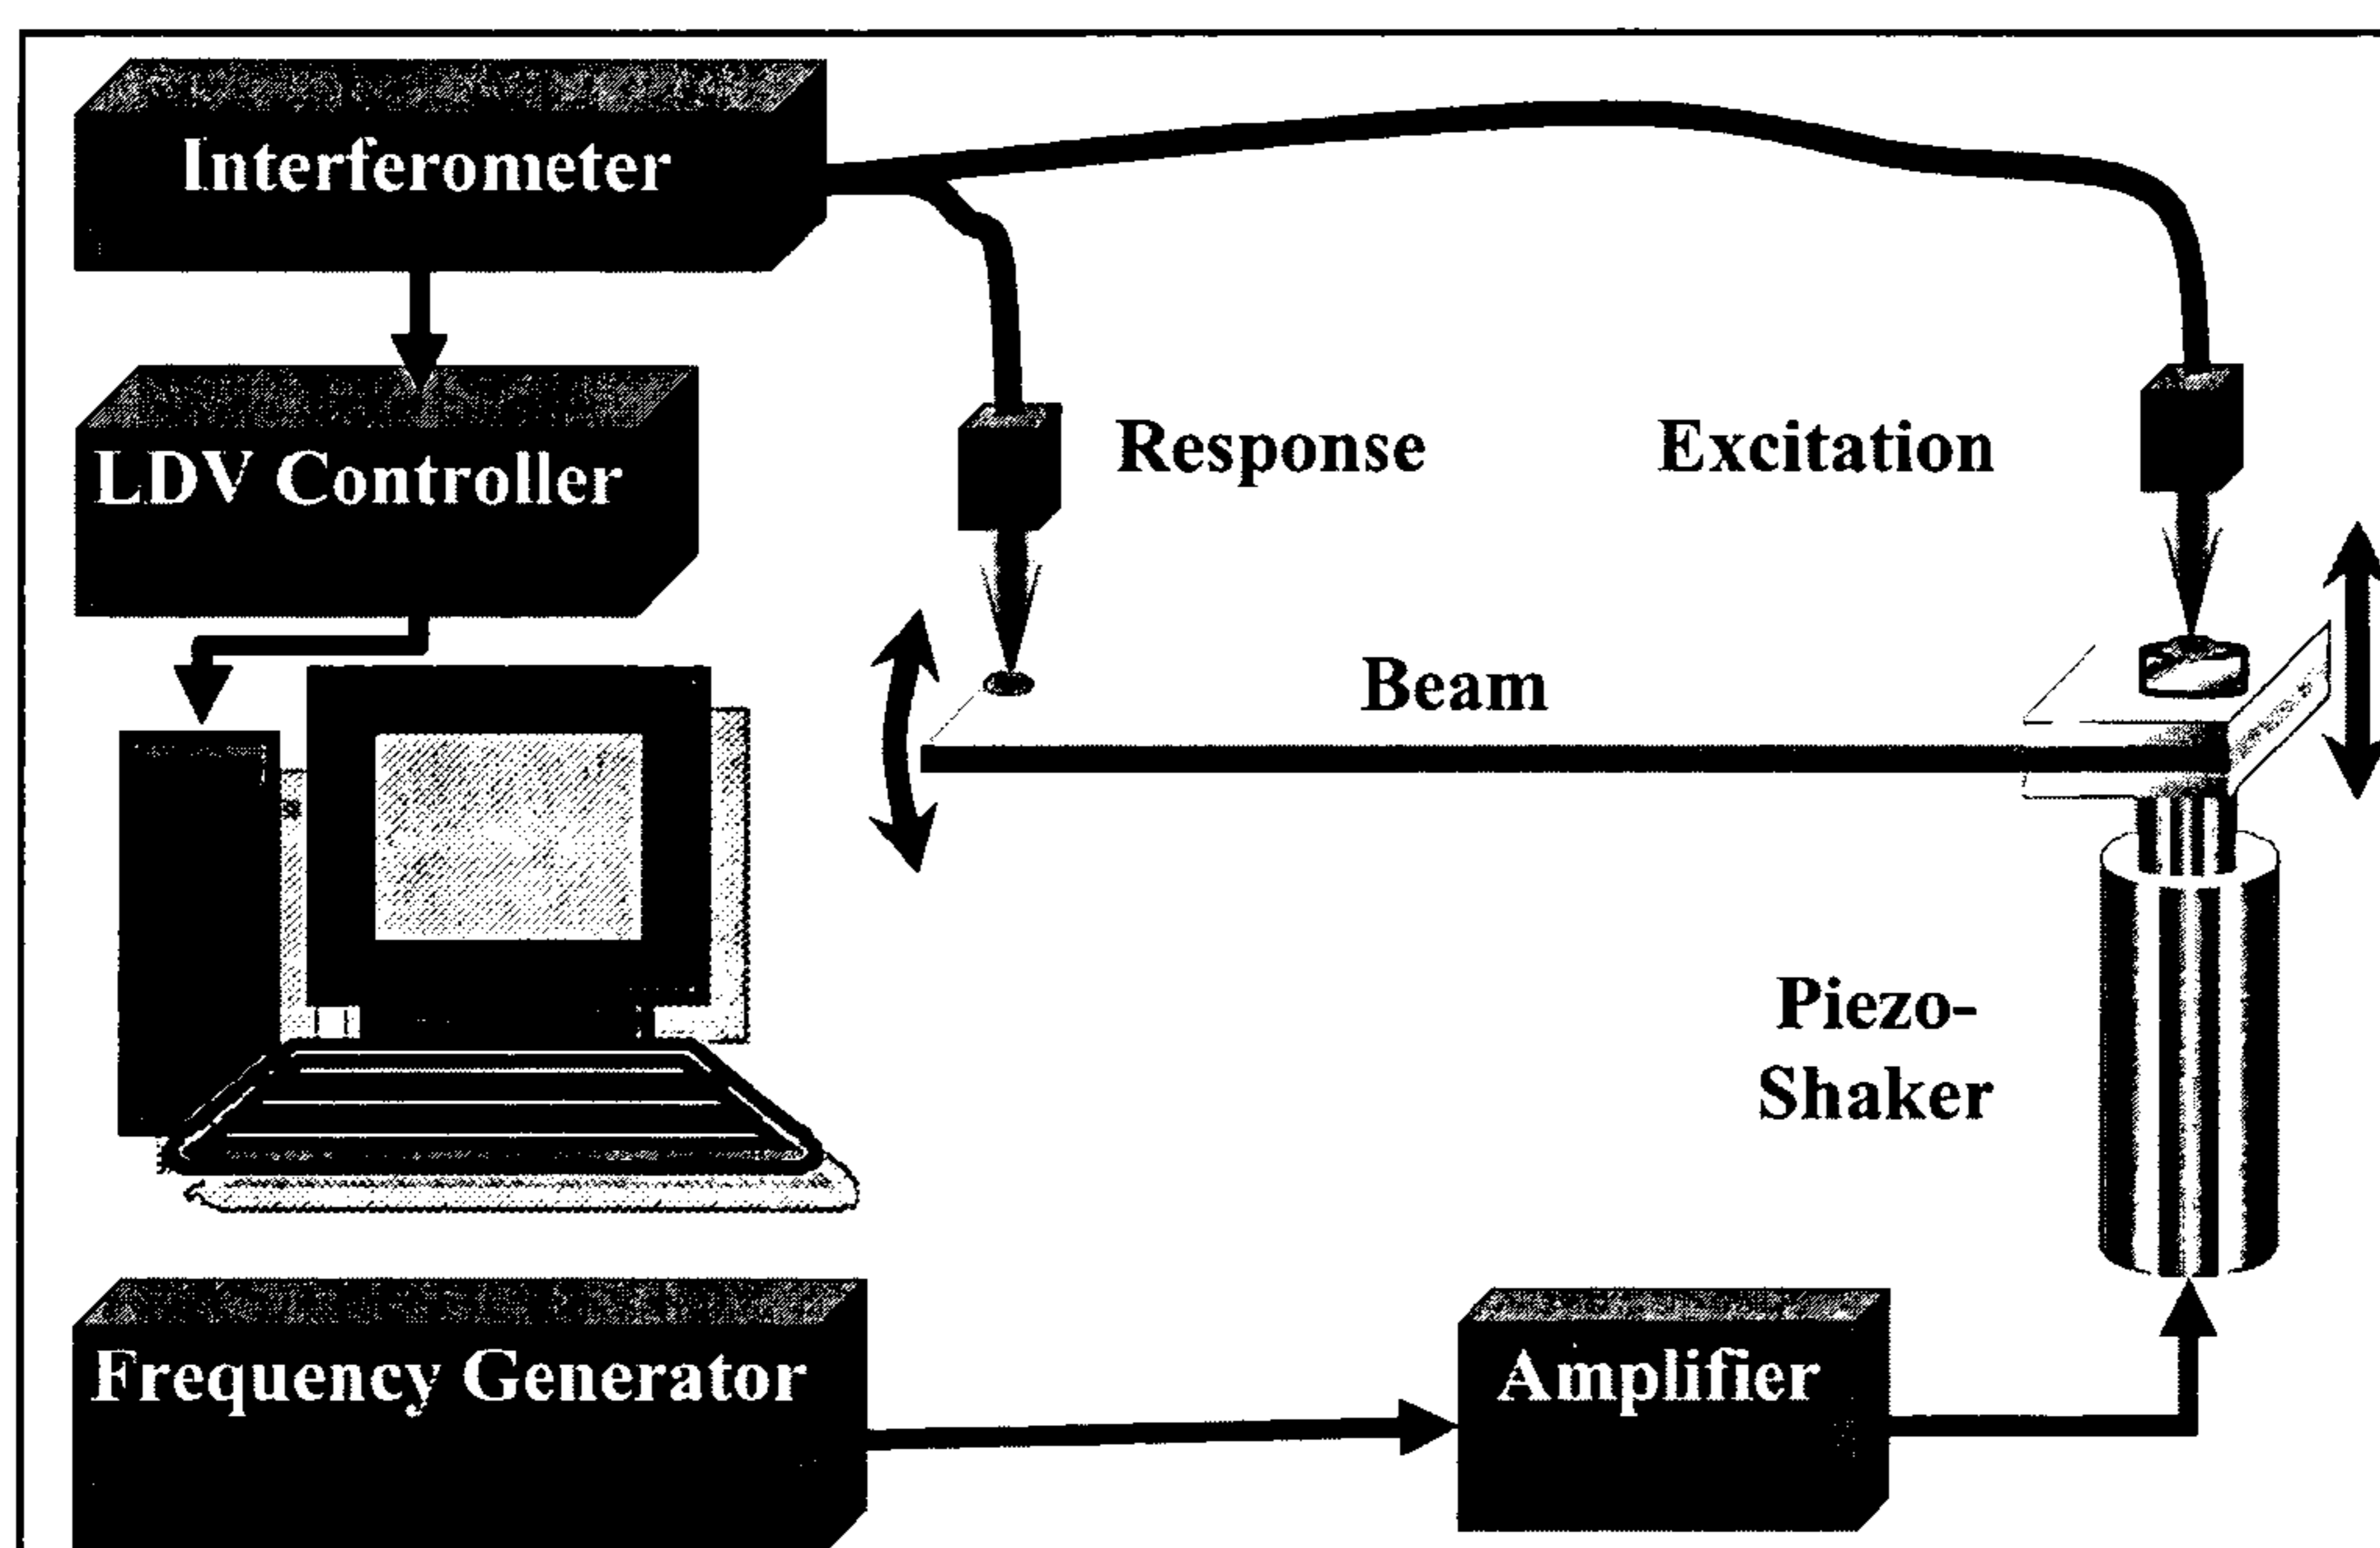 Interferometer
LDV Controller
Response
Excitation
Beam
Piezo-
Shaker
Frequency Generator
Amplifier